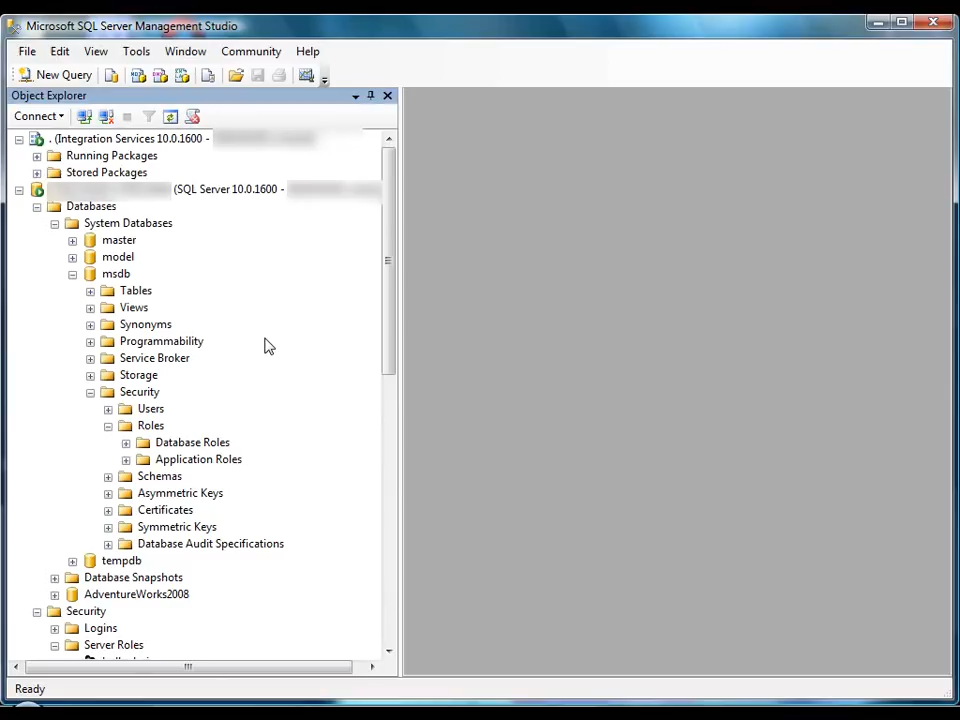 Microsoft SQL Server Management Studio
File Edit View Tools Window Community Help
New Query
Object Explorer
Connect
. (Integration Services 10.0.1600 -
Running Packages
Stored Packages
(SQL Server 10.0.1600 -
Databases
System Databases
master
model
msdb
Tables
Views
Synonyms
Programmability
Service Broker
Storage
Security
Users
Roles
Database Roles
Application Roles
Schemas
Asymmetric Keys
Certificates
Symmetric Keys
Database Audit Specifications
tempdb
Database Snapshots
AdventureWorks2008
Security
Logins
Server Roles
Ready